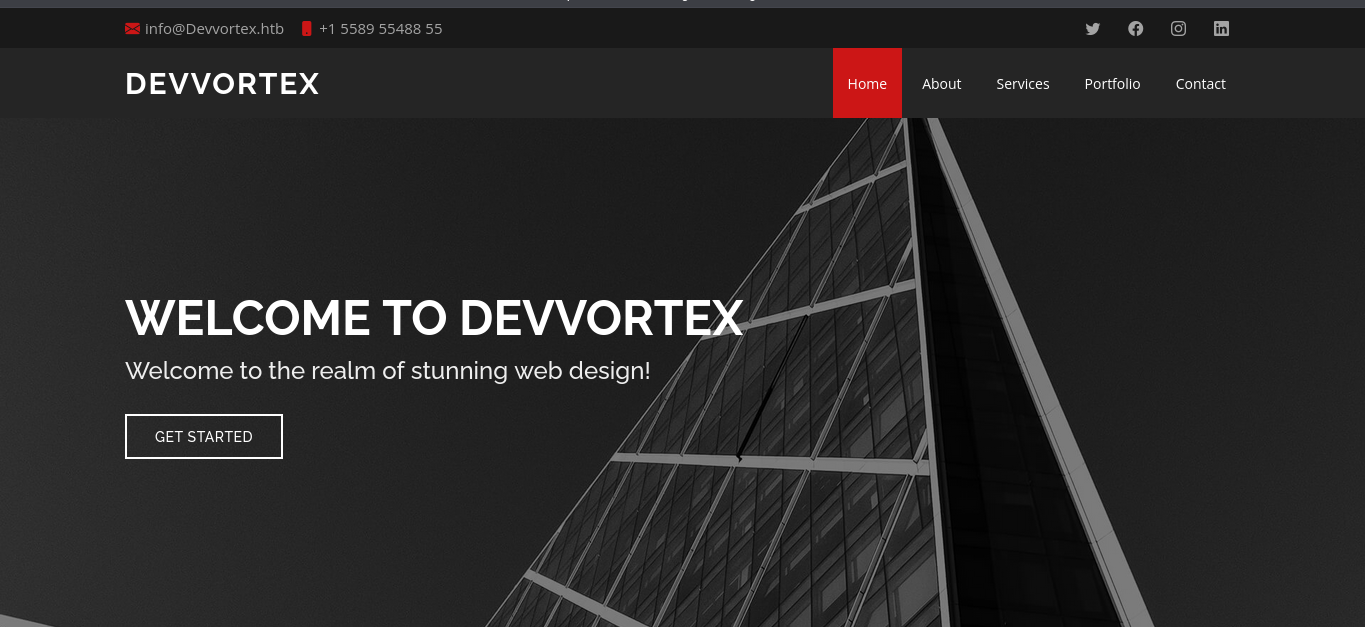 info@Devvortex.htb +1 5589 55488 55
DEVVORTEX
Home About Services Portfolio Contact
WELCOME TO DEVVORTEX
Welcome to the realm of stunning web design!
GET STARTED